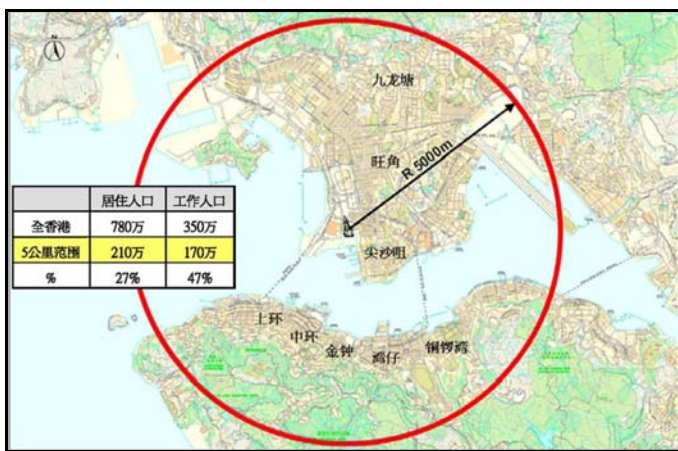 N
九龙塘
R 5000m
旺角
居住人口 工作人口
全香港 780万 350万
5公里范围 210万 170万
% 27% 47%
尖沙咀
上环
中环
金钟
湾仔
铜锣湾